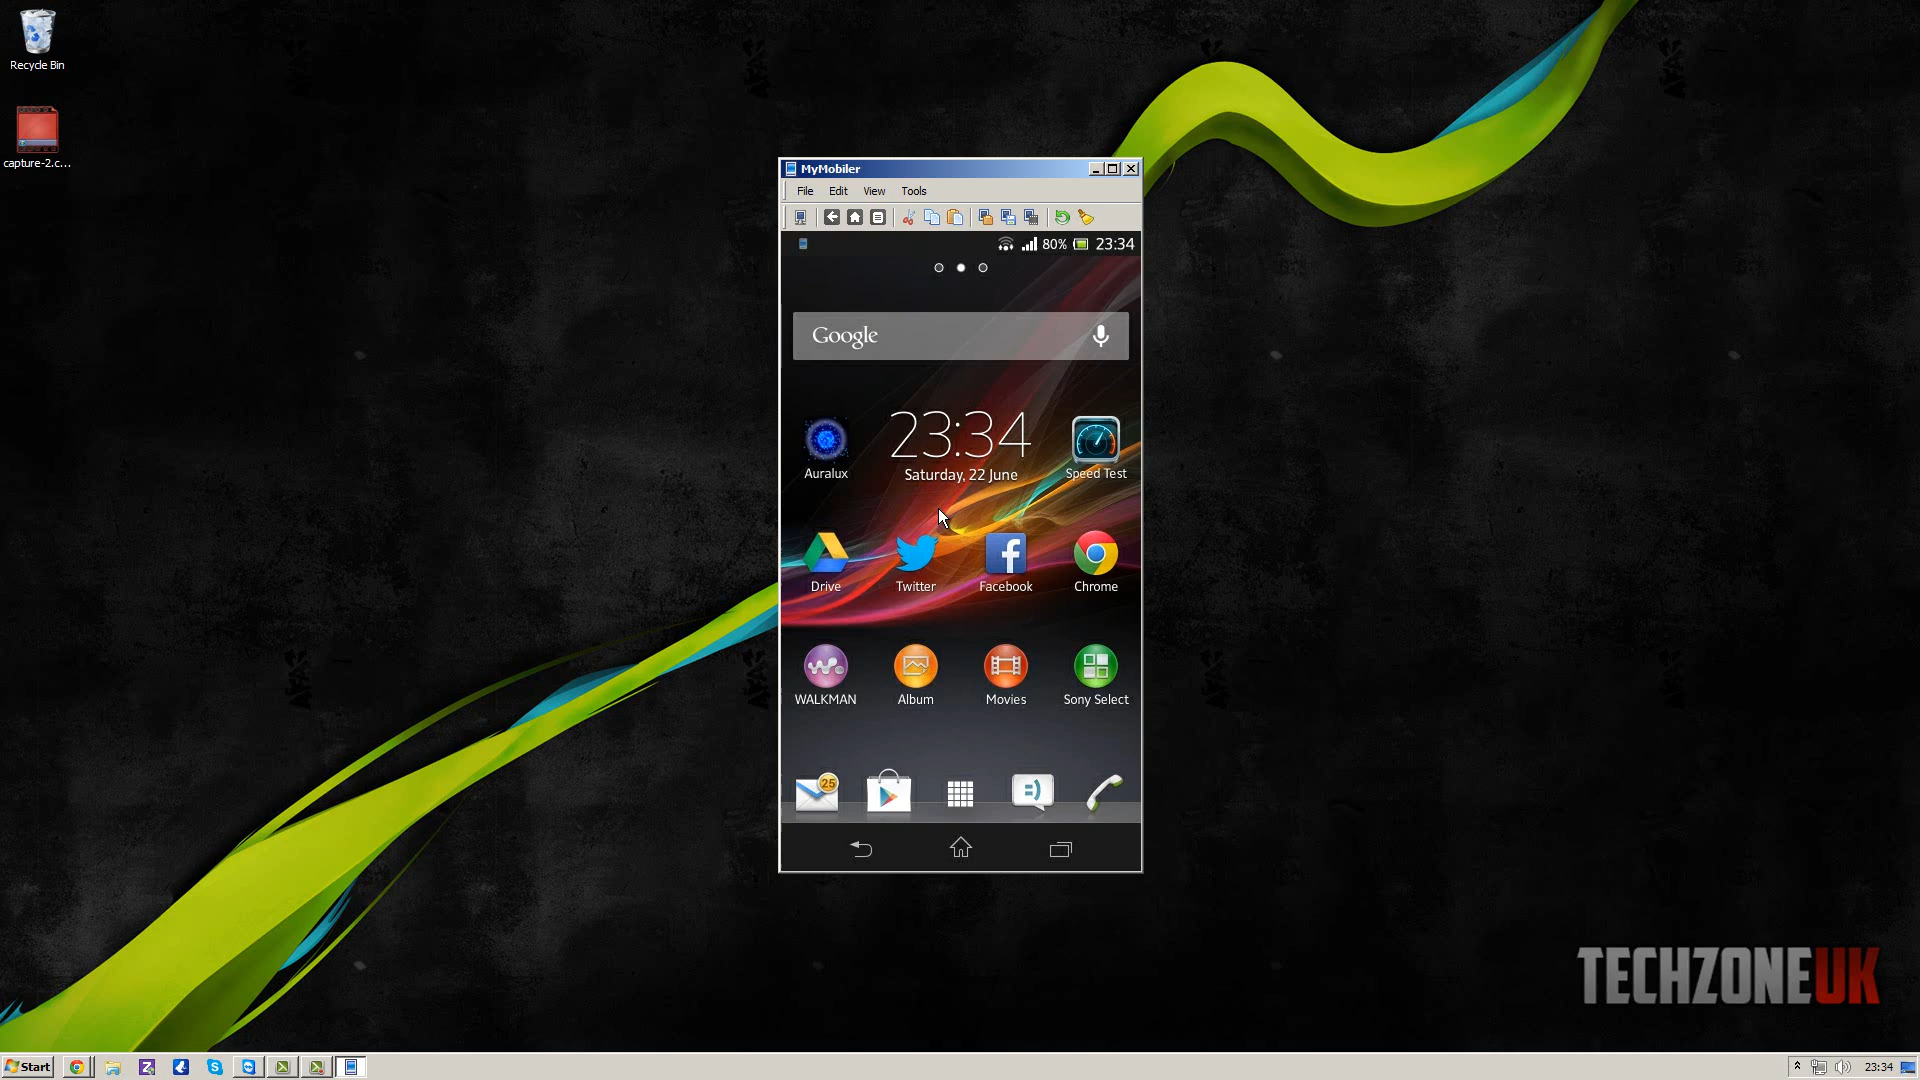 Recycle Bin
capture-2.c...
MyMobiler
File Edit View Tools
80% 23:34
Google
23:34
Saturday, 22 June
Auralux
Speed Test
Drive
Twitter
Facebook
Chrome
WALKMAN
Album
Movies
Sony Select
25
TECHZONEUK
Start
23:34